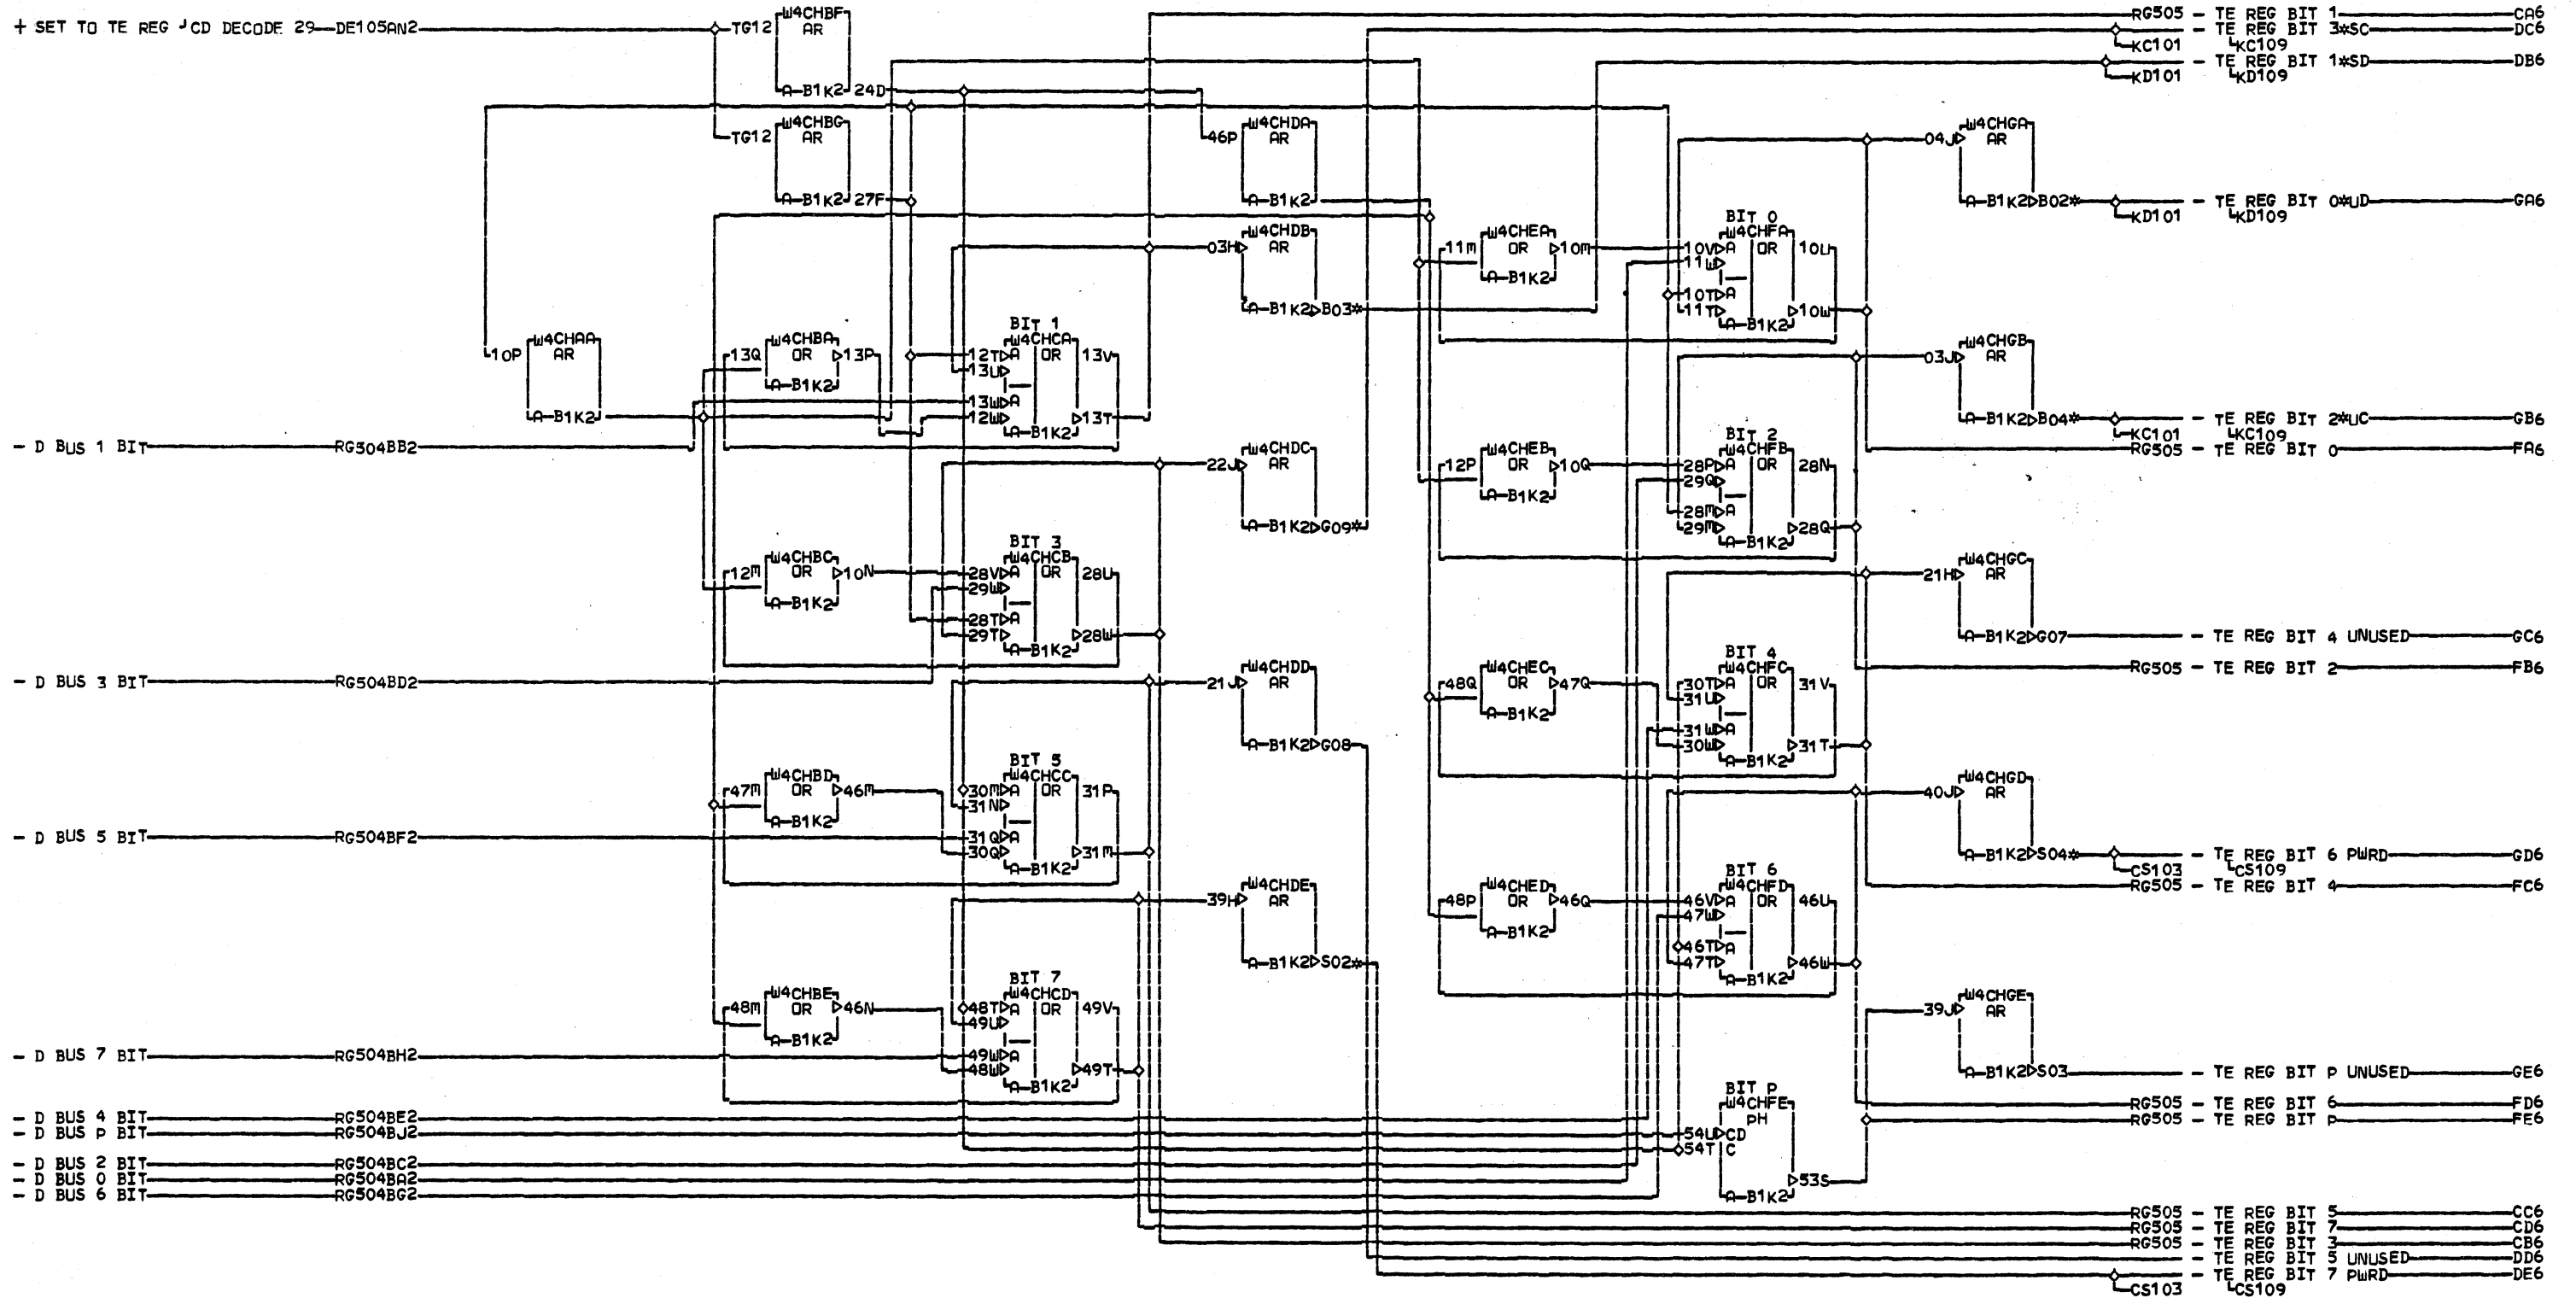 + SET TO TE REG ┘CD DECODE 29 DE105AN2
TG12
W4CHBF
AR
A B1K2 24D
TG12
W4CHBG
AR
A B1K2 27F
10P
W4CHAA
AR
A B1K2
- D BUS 1 BIT RG504BB2
- D BUS 3 BIT RG504BD2
- D BUS 5 BIT RG504BF2
- D BUS 7 BIT RG504BH2
- D BUS 4 BIT RG504BE2
- D BUS P BIT RG504BJ2
- D BUS 2 BIT RG504BC2
- D BUS 0 BIT RG504BA2
- D BUS 6 BIT RG504BG2
W4CHBA
13Q OR 13P
A B1K2
W4CHBC
12M OR 10N
A B1K2
W4CHBD
47M OR 46M
A B1K2
W4CHBE
48M OR 46N
A B1K2
BIT 1
W4CHCA
12T A OR 13V
13U
13W A
12W 13T
A B1K2
BIT 3
W4CHCB
28V A OR 28U
29W
28T A
29T 28W
A B1K2
BIT 5
W4CHCC
30M A OR 31P
31N
31Q A
30Q 31M
A B1K2
BIT 7
W4CHCD
48T A OR 49V
49U
49W A
48W 49T
A B1K2
W4CHDA
46P AR
A B1K2
W4CHDB
03H AR
A B1K2 B03*
W4CHDC
22J AR
A B1K2 G09*
W4CHDD
21J AR
A B1K2 G08
W4CHDE
39H AR
A B1K2 S02*
W4CHEA
11M OR 10M
A B1K2
W4CHEB
12P OR 10Q
A B1K2
W4CHEC
48Q OR 47Q
A B1K2
W4CHED
48P OR 46Q
A B1K2
BIT 0
W4CHFA
10V A OR 10U
11W
10T A
11T 10W
A B1K2
BIT 2
W4CHFB
28P A OR 28N
29Q
28M A
29M 28Q
A B1K2
BIT 4
W4CHFC
30T A OR 31V
31U
31W A
30W 31T
A B1K2
BIT 6
W4CHFD
46V A OR 46U
47W
46T A
47T 46W
A B1K2
BIT P
W4CHFE
PH
54U CD
54T C
53S
A B1K2
W4CHGA
04J AR
A B1K2 B02*
W4CHGB
03J AR
A B1K2 B04*
W4CHGC
21H AR
A B1K2 G07
W4CHGD
40J AR
A B1K2 S04*
W4CHGE
39J AR
A B1K2 S03
RG505 - TE REG BIT 1 CA6
- TE REG BIT 3*SC DC6
KC101 KC109
- TE REG BIT 1*SD DB6
KD101 KD109
- TE REG BIT 0*UD GA6
KD101 KD109
- TE REG BIT 2*UC GB6
KC101 KC109
RG505 - TE REG BIT 0 FA6
- TE REG BIT 4 UNUSED GC6
RG505 - TE REG BIT 2 FB6
- TE REG BIT 6 PWRD GD6
CS103 CS109
RG505 - TE REG BIT 4 FC6
- TE REG BIT P UNUSED GE6
RG505 - TE REG BIT 6 FD6
RG505 - TE REG BIT P FE6
RG505 - TE REG BIT 5 CC6
RG505 - TE REG BIT 7 CD6
RG505 - TE REG BIT 3 CB6
- TE REG BIT 5 UNUSED DD6
- TE REG BIT 7 PWRD DE6
CS103 CS109